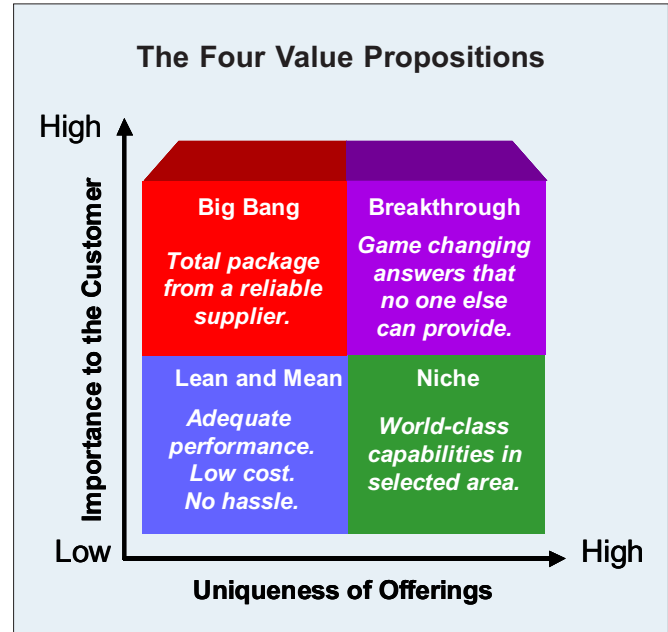 The Four Value Propositions
High
Importance to the Customer
Big Bang
Total package
from a reliable
supplier.
Breakthrough
Game changing
answers that
no one else
can provide.
Lean and Mean
Adequate
performance.
Low cost.
No hassle.
Niche
World-class
capabilities in
selected area.
Low
High
Uniqueness of Offerings